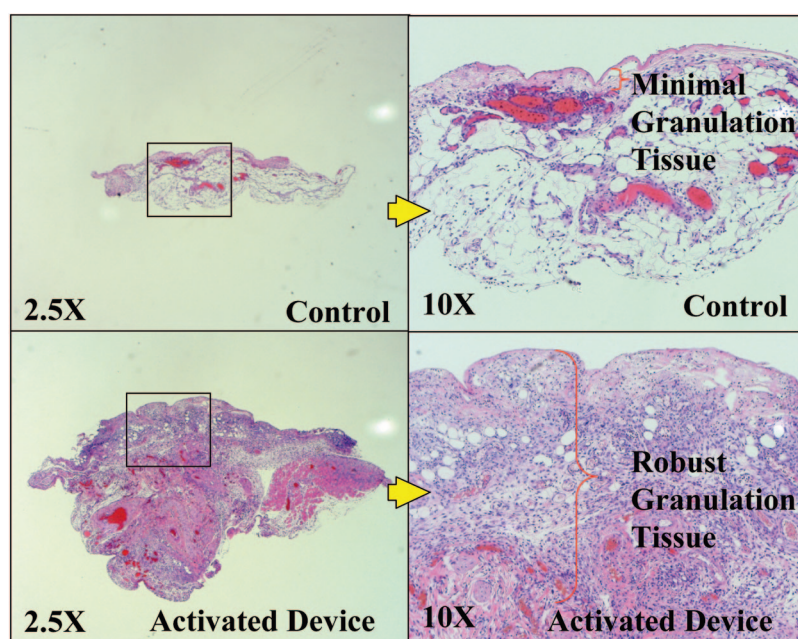 2.5X
Control
Minimal
Granulation
Tissue
10X
Control
2.5X
Activated Device
Robust
Granulation
Tissue
10X
Activated Device